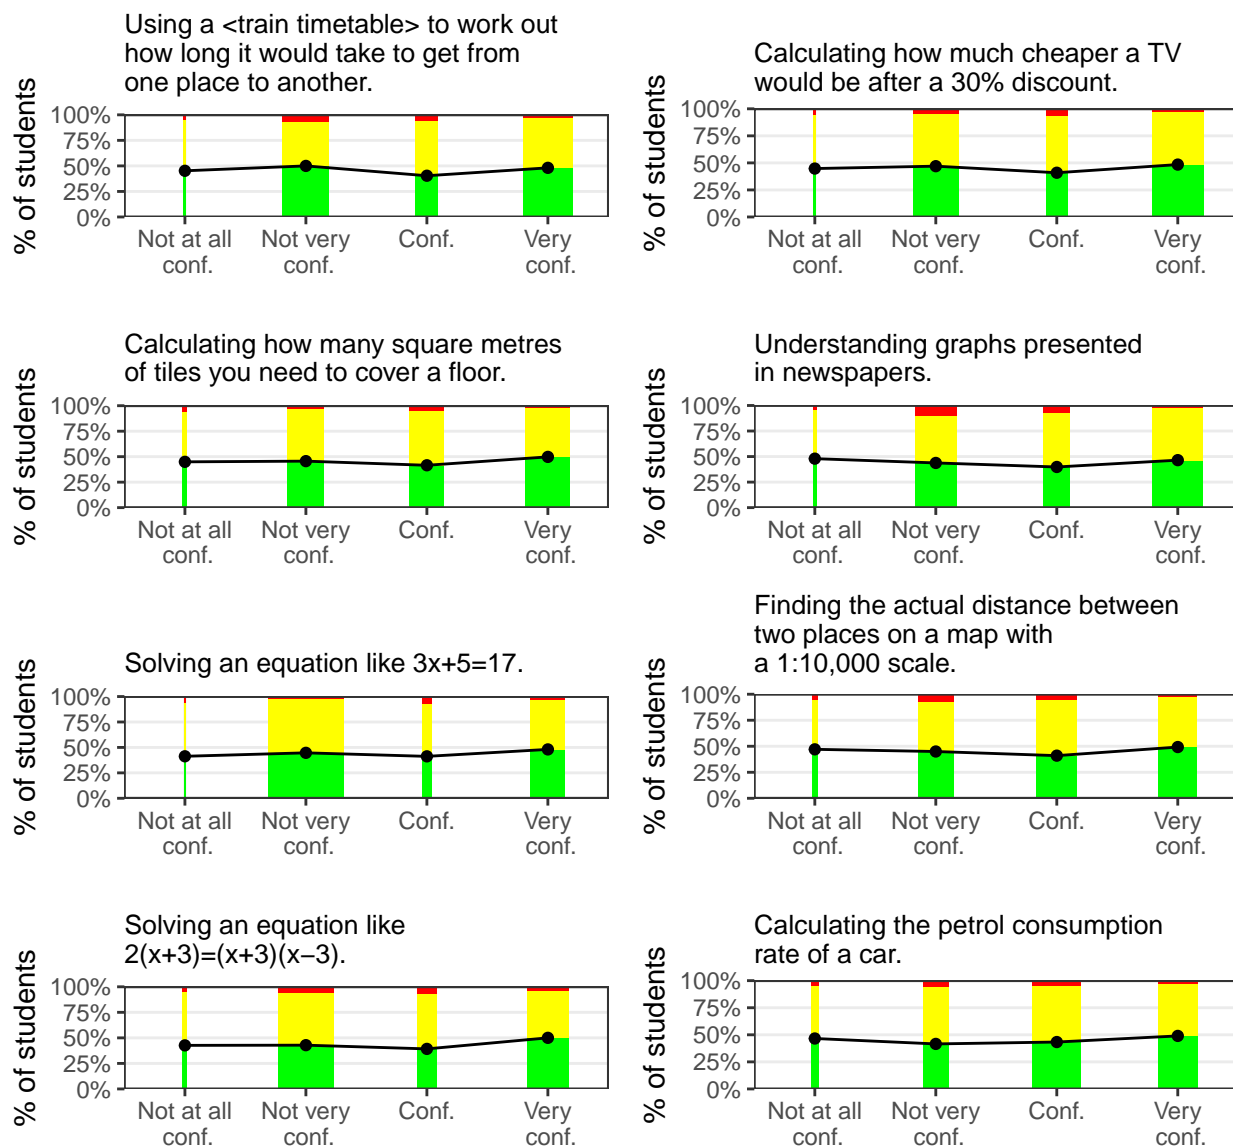 Using a <train timetable> to work out
how long it would take to get from
one place to another.
% of students
100%
75%
50%
25%
0%
Not at all
conf.
Not very
conf.
Conf.
Very
conf.
Calculating how much cheaper a TV
would be after a 30% discount.
% of students
100%
75%
50%
25%
0%
Not at all
conf.
Not very
conf.
Conf.
Very
conf.
Calculating how many square metres
of tiles you need to cover a floor.
% of students
100%
75%
50%
25%
0%
Not at all
conf.
Not very
conf.
Conf.
Very
conf.
Understanding graphs presented
in newspapers.
% of students
100%
75%
50%
25%
0%
Not at all
conf.
Not very
conf.
Conf.
Very
conf.
Solving an equation like 3x+5=17.
% of students
100%
75%
50%
25%
0%
Not at all
conf.
Not very
conf.
Conf.
Very
conf.
Finding the actual distance between
two places on a map with
a 1:10,000 scale.
% of students
100%
75%
50%
25%
0%
Not at all
conf.
Not very
conf.
Conf.
Very
conf.
Solving an equation like
2(x+3)=(x+3)(x−3).
% of students
100%
75%
50%
25%
0%
Not at all
conf.
Not very
conf.
Conf.
Very
conf.
Calculating the petrol consumption
rate of a car.
% of students
100%
75%
50%
25%
0%
Not at all
conf.
Not very
conf.
Conf.
Very
conf.